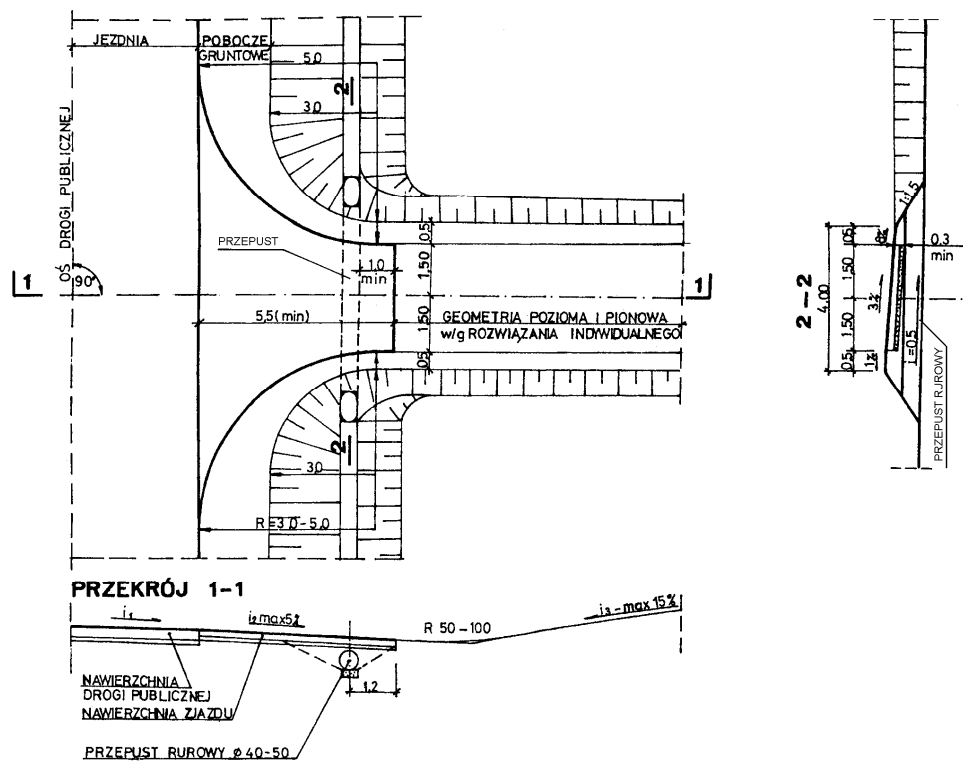 JEZDNIA
POBOCZE
GRUNTOWE
5,0
2
3,0
OŚ DROGI PUBLICZNEJ
90°
1
PRZEPUST
1,0
min
0,5
1,50
1
5,5 (min)
1,50
0,5
GEOMETRIA POZIOMA I PIONOWA
w/g ROZWIĄZANIA INDYWIDUALNEGO
2
3,0
R=3,0-5,0
1:1,5
0,3
min
2-2
4,00
0,5
1,50
1,50
0,5
8%
3%
1%
i=0,5
PRZEPUST RUROWY
PRZEKRÓJ 1-1
i₁
i₂ max 5%
R 50-100
i₃-max 15%
1,2
NAWIERZCHNIA
DROGI PUBLICZNEJ
NAWIERZCHNIA ZJAZDU
PRZEPUST RUROWY ø 40-50